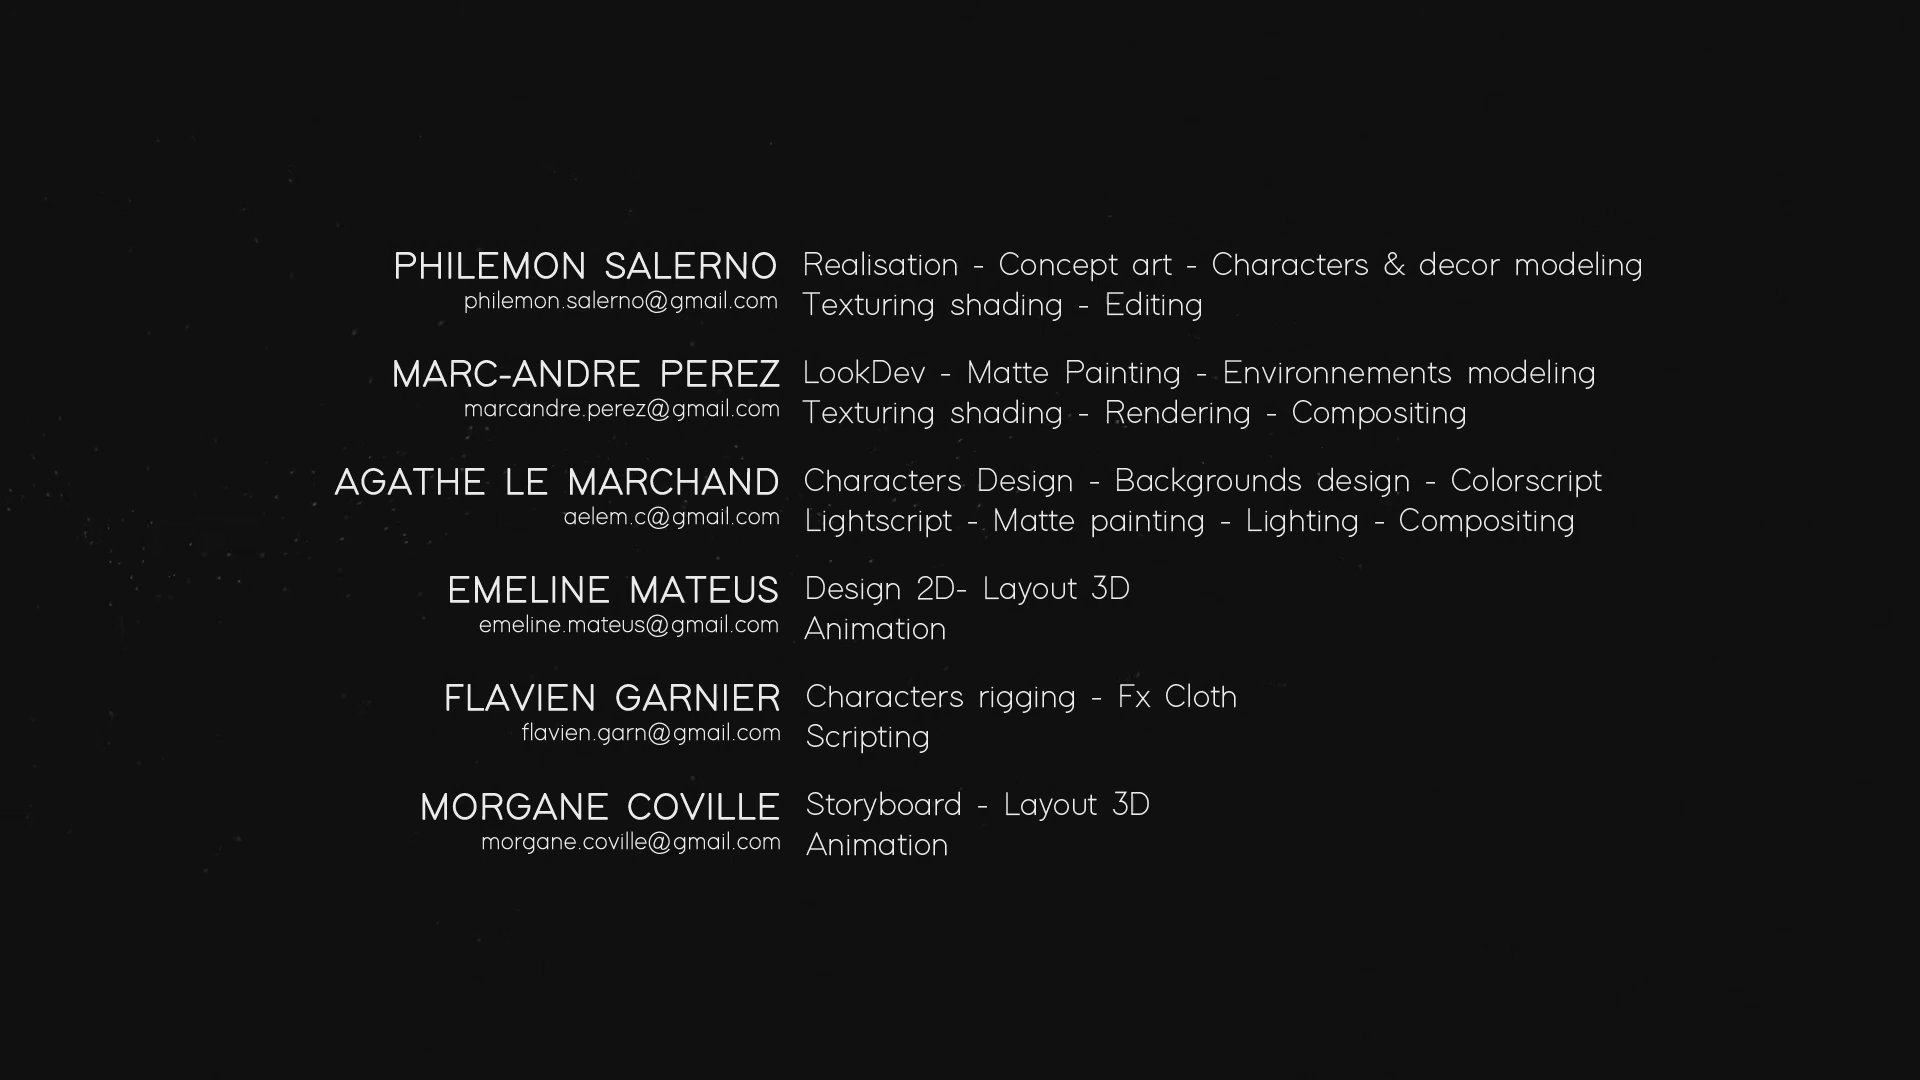 PHILEMON SALERNO Realisation - Concept art - Characters & decor modeling
philemon.salerno@gmail.com Texturing shading - Editing
MARC-ANDRE PEREZ LookDev - Matte Painting - Environnements modeling
marcandre.perez@gmail.com Texturing shading - Rendering - Compositing
AGATHE LE MARCHAND Characters Design - Backgrounds design - Colorscript
aelem.c@gmail.com Lightscript - Matte painting - Lighting - Compositing
EMELINE MATEUS Design 2D- Layout 3D
emeline.mateus@gmail.com Animation
FLAVIEN GARNIER Characters rigging - Fx Cloth
flavien.garn@gmail.com Scripting
MORGANE COVILLE Storyboard - Layout 3D
morgane.coville@gmail.com Animation